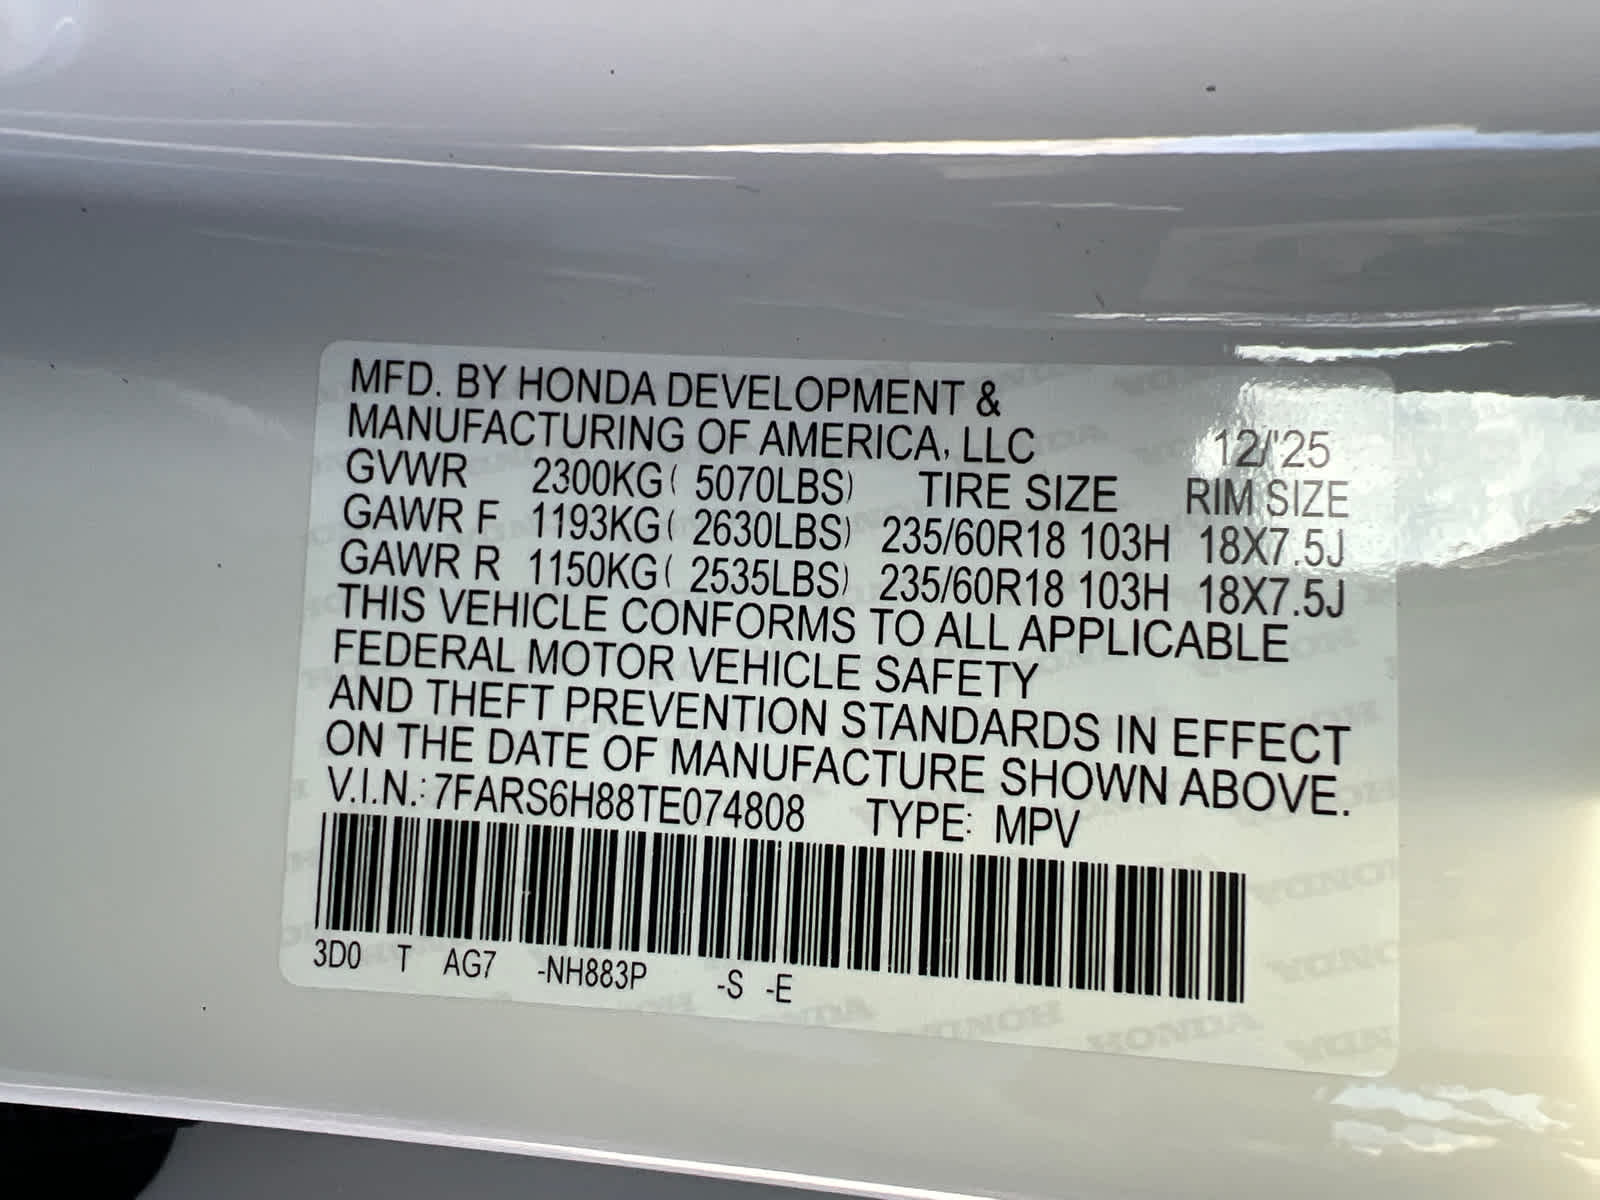 MFD. BY HONDA DEVELOPMENT &
MANUFACTURING OF AMERICA, LLC 12/'25
GVWR 2300KG( 5070LBS) TIRE SIZE RIM SIZE
GAWR F 1193KG( 2630LBS) 235/60R18 103H 18X7.5J
GAWR R 1150KG( 2535LBS) 235/60R18 103H 18X7.5J
THIS VEHICLE CONFORMS TO ALL APPLICABLE
FEDERAL MOTOR VEHICLE SAFETY
AND THEFT PREVENTION STANDARDS IN EFFECT
ON THE DATE OF MANUFACTURE SHOWN ABOVE.
V.I.N.: 7FARS6H88TE074808 TYPE: MPV
3D0 T AG7 -NH883P -S -E
HONDA HONDA